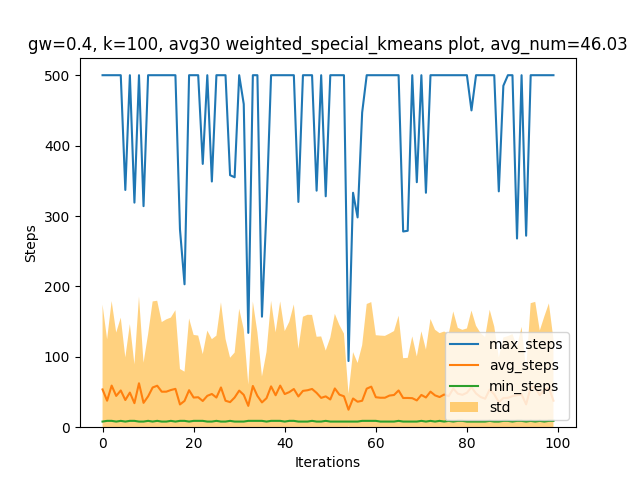 gw=0.4, k=100, avg30 weighted_special_kmeans plot, avg_num=46.03
500
400
300
200
100
0
Steps
0 20 40 60 80 100
Iterations
max_steps
avg_steps
min_steps
std